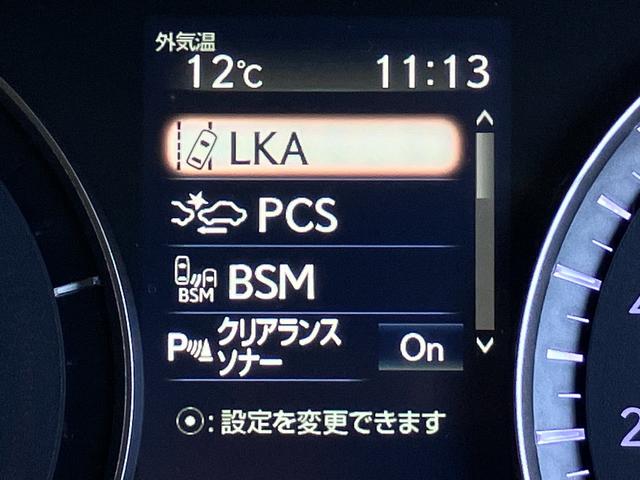 外気温
12℃ 11:13
LKA
PCS
BSM BSM
P クリアランス
ソナー On
⦿: 設定を変更できます
2